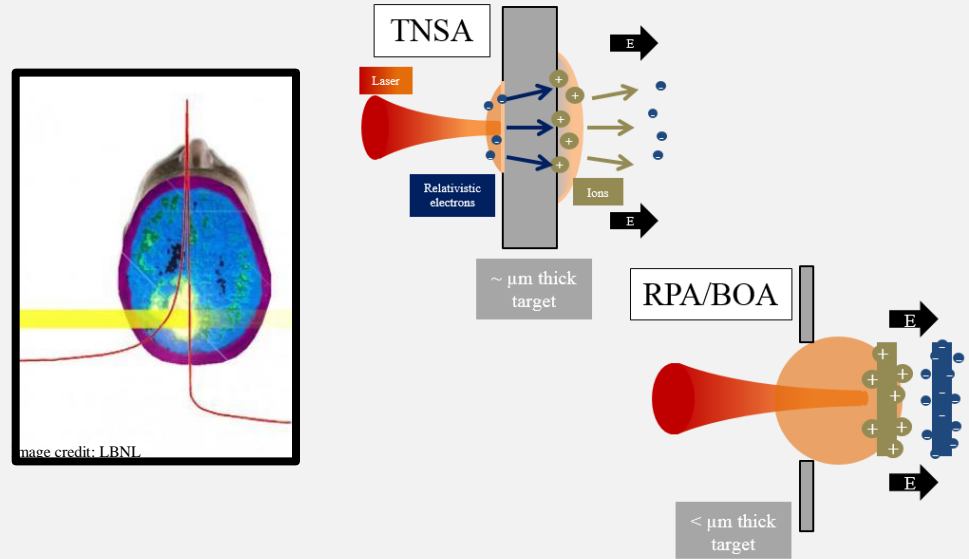 TNSA
E
Laser
+
+
+
+
+
Relativistic
electrons
Ions
E
~ µm thick
target
mage credit: LBNL
RPA/BOA
E
+
+
+
+
+
+
+
E
< µm thick
target